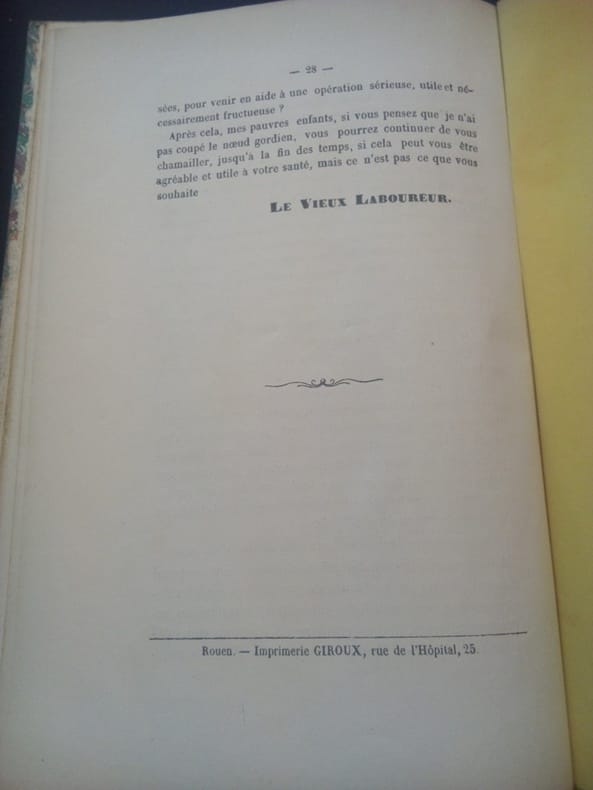 — 28 —
sées, pour venir en aide à une opération sérieuse, utile et né-
cessairement fructueuse ?
Après cela, mes pauvres enfants, si vous pensez que je n'ai
pas coupé le nœud gordien, vous pourrez continuer de vous
chamailler, jusqu'à la fin des temps, si cela peut vous être
agréable et utile à votre santé, mais ce n'est pas ce que vous
souhaite
LE VIEUX LABOUREUR.
Rouen. — Imprimerie GIROUX, rue de l'Hôpital, 25.